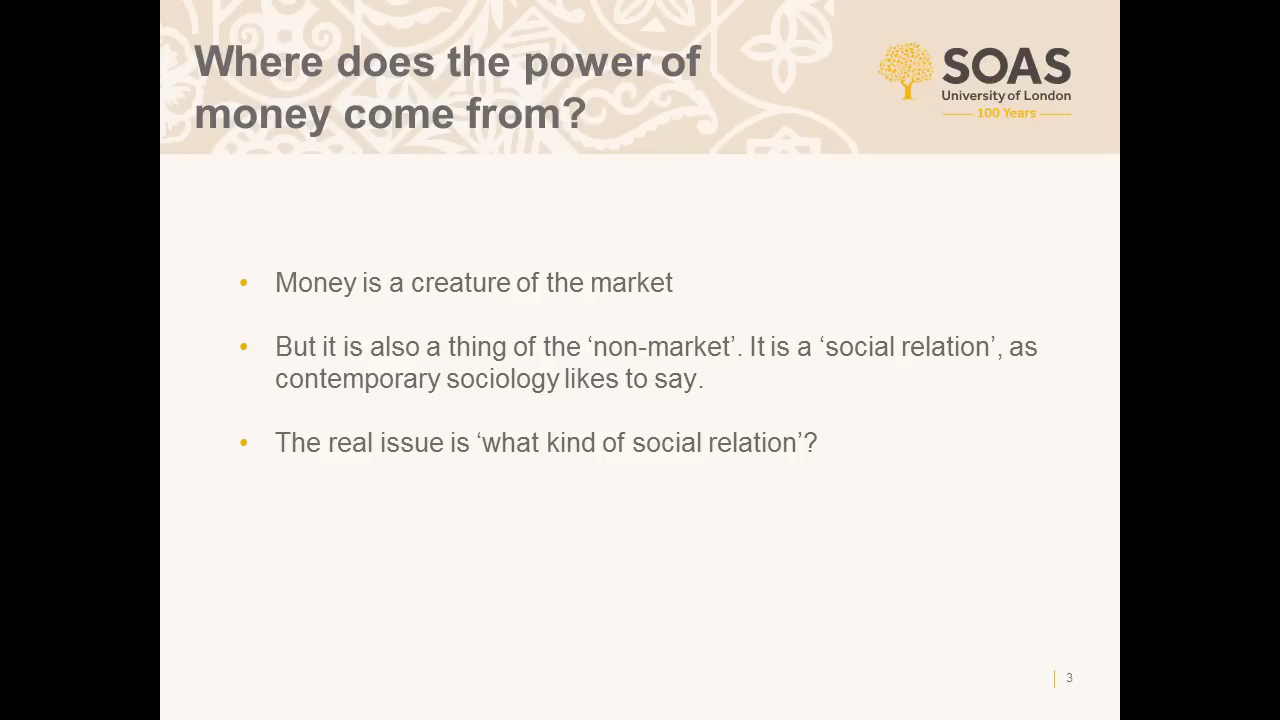 Where does the power of
money come from?
SOAS
University of London
100 Years
• Money is a creature of the market
• But it is also a thing of the ‘non-market’. It is a ‘social relation’, as
contemporary sociology likes to say.
• The real issue is ‘what kind of social relation’?
3